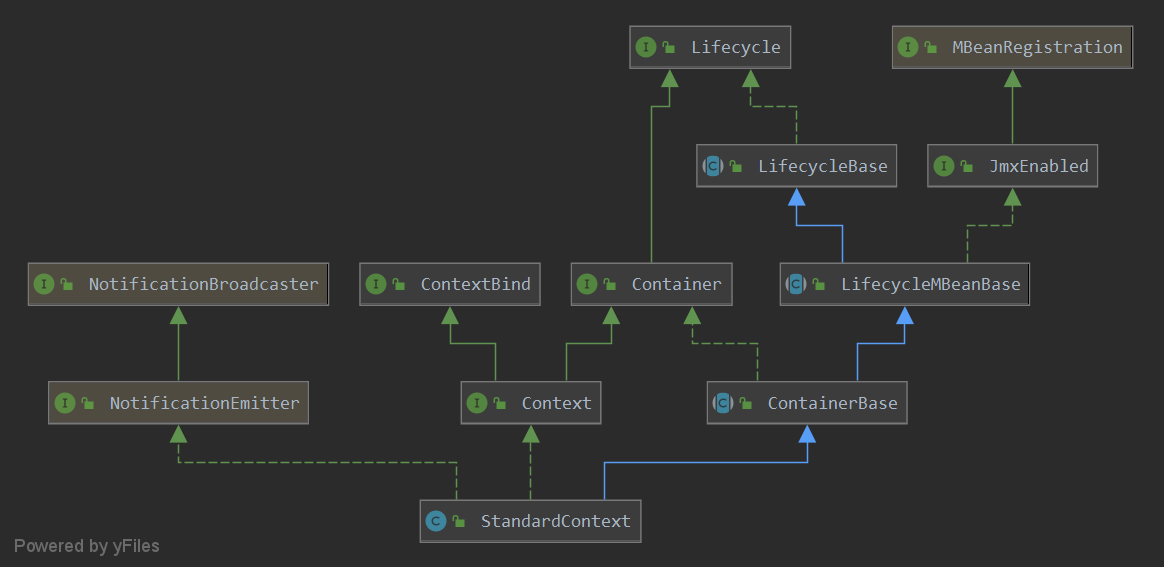 I Lifecycle
I MBeanRegistration
C LifecycleBase
I JmxEnabled
I NotificationBroadcaster
I ContextBind
I Container
C LifecycleMBeanBase
I NotificationEmitter
I Context
C ContainerBase
C StandardContext
Powered by yFiles